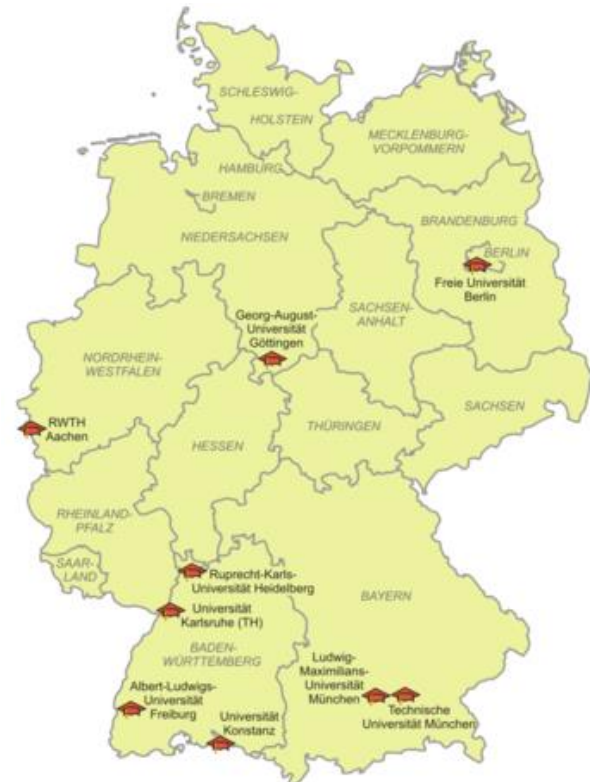 SCHLESWIG-
HOLSTEIN
MECKLENBURG-
VORPOMMERN
HAMBURG
BREMEN
NIEDERSACHSEN
BRANDENBURG
BERLIN
Freie Universität
Berlin
SACHSEN-
ANHALT
Georg-August-
Universität
Göttingen
NORDRHEIN-
WESTFALEN
RWTH
Aachen
HESSEN
THÜRINGEN
SACHSEN
RHEINLAND-
PFALZ
SAAR-
LAND
Ruprecht-Karls-
Universität Heidelberg
Universität
Karlsruhe (TH)
BAYERN
BADEN-
WÜRTTEMBERG
Ludwig-
Maximilians-
Universität
München
Technische
Universität München
Albert-Ludwigs-
Universität
Freiburg
Universität
Konstanz